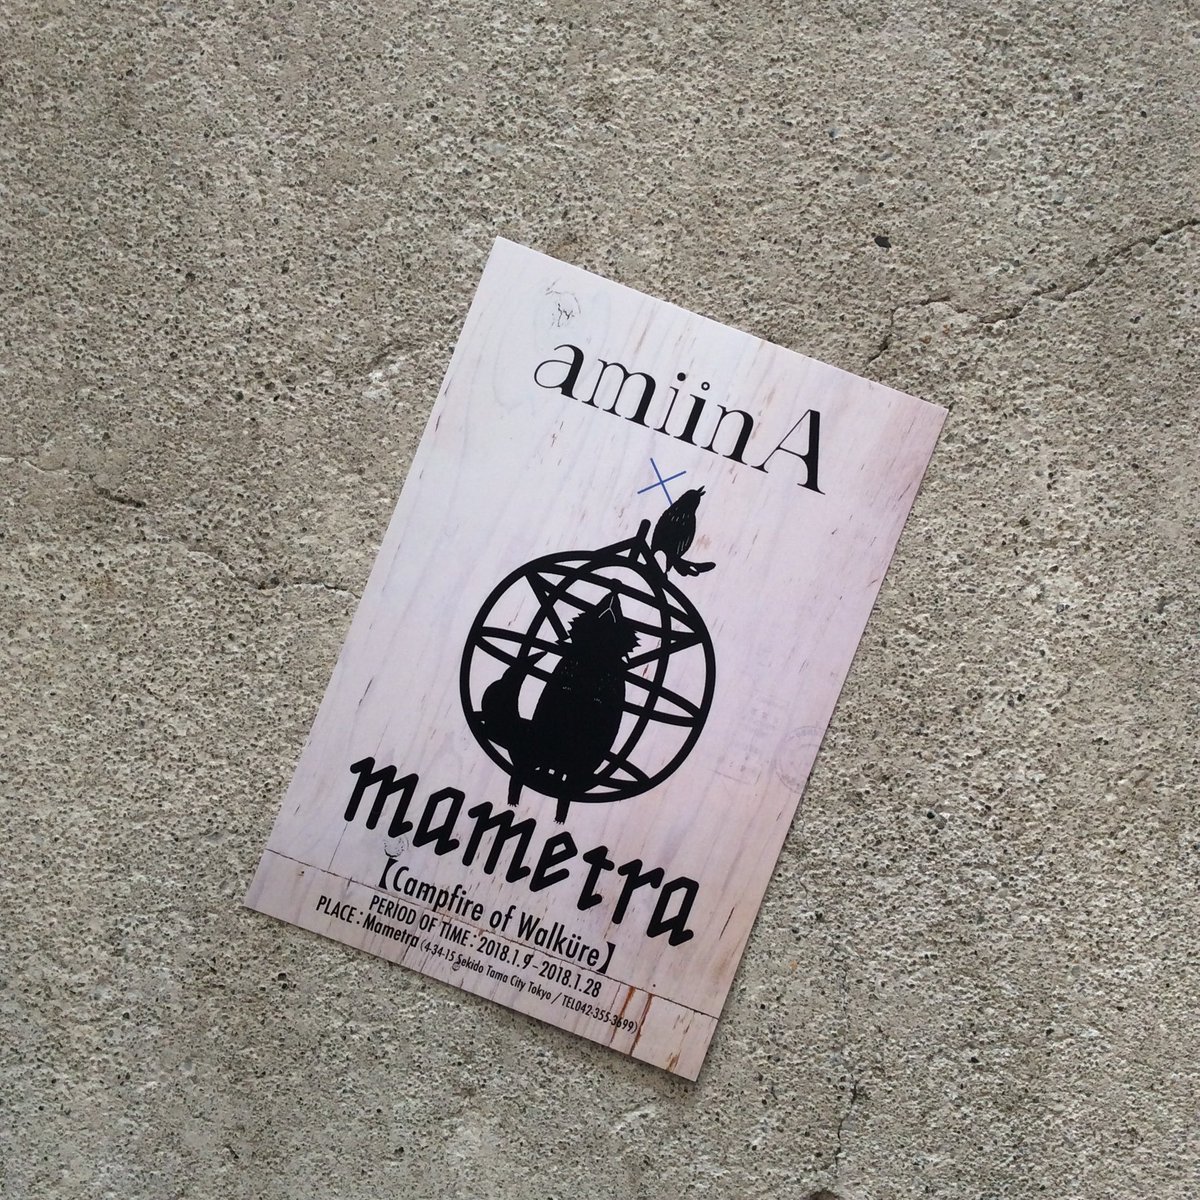 amiinA
×
mametra
【Campfire of Walküre】
PERIOD OF TIME : 2018.1.9-2018.1.28
PLACE : Mametra (4-34-15 Sekido Tama City Tokyo / TEL042-355-3699)